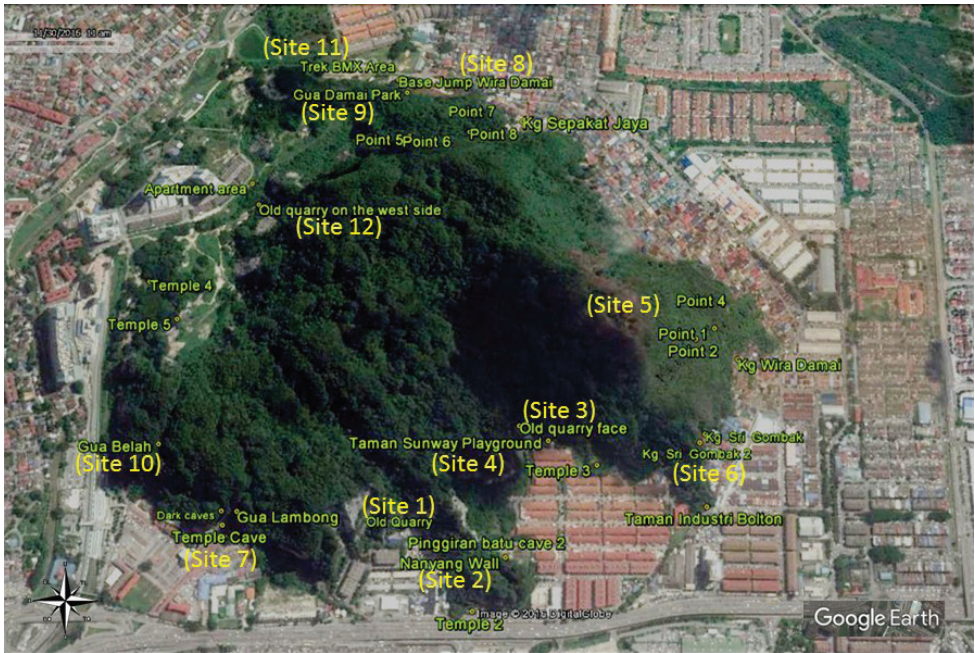 11/30/2016 11 am
(Site 11)
Trek BMX Area
(Site 8)
Base Jump Wira Damai
Gua Damai Park
(Site 9)
Point 7
Kg Sepakat Jaya
Point 5
Point 6
Point 8
Apartment area
Old quarry on the west side
(Site 12)
Temple 4
(Site 5)
Point 4
Temple 5
Point 1
Point 2
Kg Wira Damai
(Site 3)
Old quarry face
Gua Belah
(Site 10)
Taman Sunway Playground
(Site 4)
Kg Sri Gombak
Kg Sri Gombak 2
(Site 6)
Temple 3
(Site 1)
Old Quarry
Dark caves
Gua Lambong
Taman Industri Bolton
Temple Cave
(Site 7)
Pinggiran batu cave 2
Nanyang Wall
(Site 2)
Image © 2016 DigitalGlobe
Temple 2
Google Earth